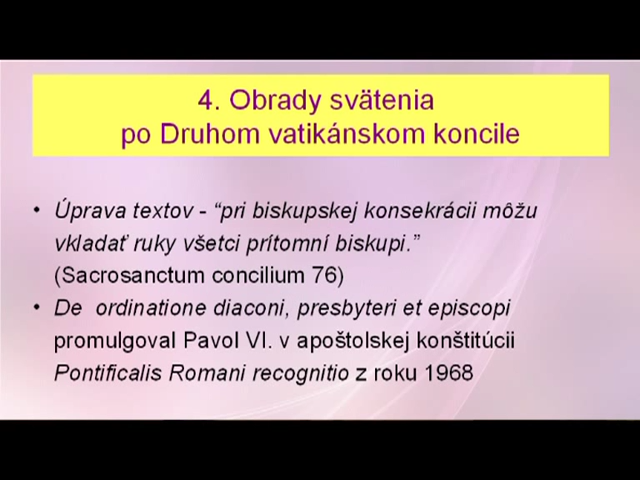 4. Obrady svätenia
po Druhom vatikánskom koncile
• Úprava textov - “pri biskupskej konsekrácii môžu
vkladať ruky všetci prítomní biskupi.”
(Sacrosanctum concilium 76)
• De ordinatione diaconi, presbyteri et episcopi
promulgoval Pavol VI. v apoštolskej konštitúcii
Pontificalis Romani recognitio z roku 1968